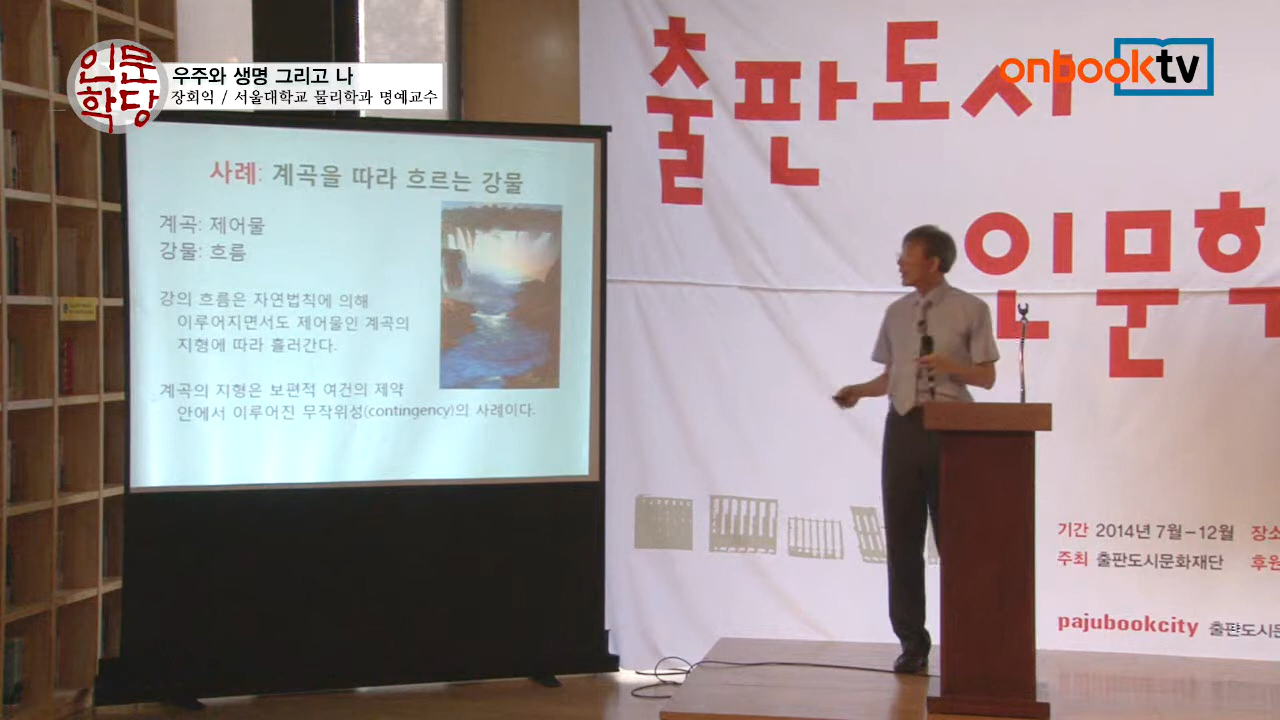 인문
학당
우주와 생명 그리고 나
장회익 / 서울대학교 물리학과 명예교수
onbooktv
사례: 계곡을 따라 흐르는 강물
계곡: 제어물
강물: 흐름
강의 흐름은 자연법칙에 의해
이루어지면서도 제어물인 계곡의
지형에 따라 흘러간다.
계곡의 지형은 보편적 여건의 제약
안에서 이루어진 무작위성(contingency)의 사례이다.
출판도시
인문학
기간 2014년 7월-12월 장소
주최 출판도시문화재단 후원
pajubookcity 출판도시문